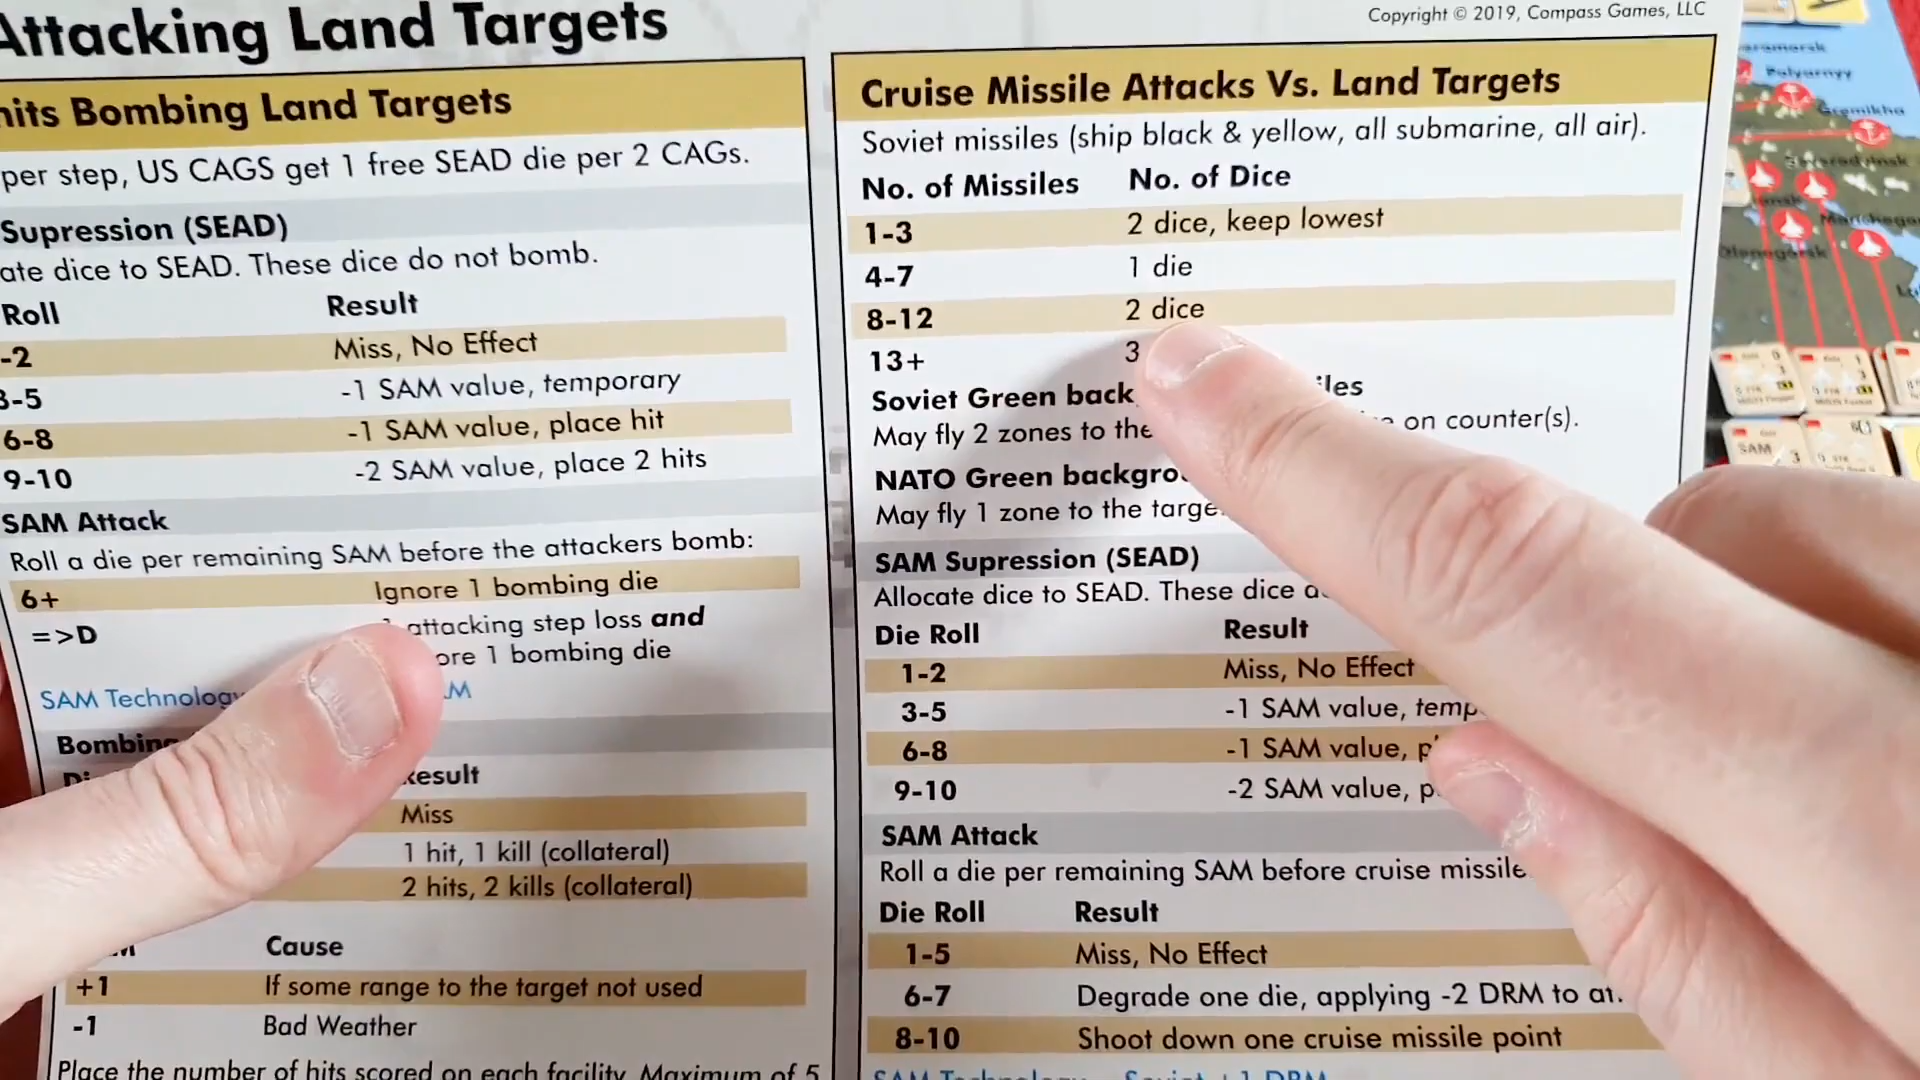 Attacking Land Targets
Copyright © 2019, Compass Games, LLC
Bombing Land Targets
per step, US CAGS get 1 free SEAD die per 2 CAGs.
Supression (SEAD)
dice to SEAD. These dice do not bomb.
Roll Result
-2 Miss, No Effect
3-5 -1 SAM value, temporary
6-8 -1 SAM value, place hit
9-10 -2 SAM value, place 2 hits
SAM Attack
Roll a die per remaining SAM before the attackers bomb:
6+ Ignore 1 bombing die
=>D attacking step loss and
1 bombing die
SAM Technology
Bombing
Result
Miss
1 hit, 1 kill (collateral)
2 hits, 2 kills (collateral)
Cause
+1 If some range to the target not used
-1 Bad Weather
Place the number of hits scored on each facility. Maximum of 5
Cruise Missile Attacks Vs. Land Targets
Soviet missiles (ship black & yellow, all submarine, all air).
No. of Missiles No. of Dice
1-3 2 dice, keep lowest
4-7 1 die
8-12 2 dice
13+ 3
Soviet Green
May fly 2 zones to the on counter(s).
NATO Green
May fly 1 zone to the
SAM Supression (SEAD)
Allocate dice to SEAD. These dice
Die Roll Result
1-2 Miss, No Effect
3-5 -1 SAM value,
6-8 -1 SAM value,
9-10 -2 SAM value,
SAM Attack
Roll a die per remaining SAM before cruise missile
Die Roll Result
1-5 Miss, No Effect
6-7 Degrade one die, applying -2 DRM to
8-10 Shoot down one cruise missile point
SAM Technology Soviet +1 DRM
Polyarnyy
Gremikha
SAM 3